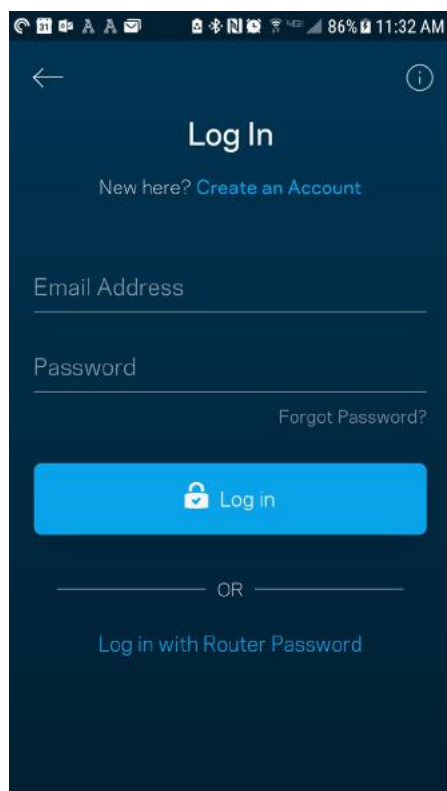 31 86% 11:32 AM
Log In
New here? Create an Account
Email Address
Password
Forgot Password?
Log in
OR
Log in with Router Password